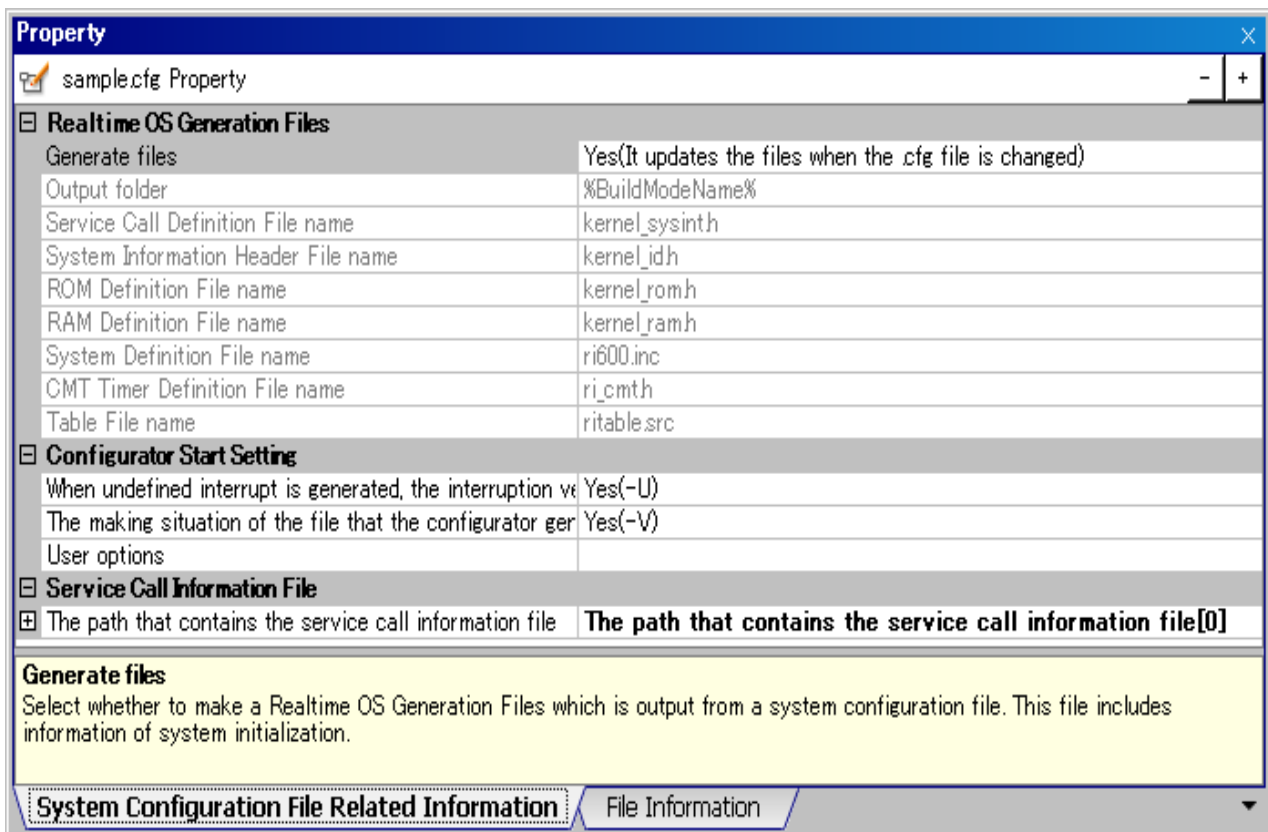 Property
sample.cfg Property
Realtime OS Generation Files
Generate files Yes(It updates the files when the .cfg file is changed)
Output folder %BuildModeName%
Service Call Definition File name kernel_sysint.h
System Information Header File name kernel_id.h
ROM Definition File name kernel_rom.h
RAM Definition File name kernel_ram.h
System Definition File name ri600.inc
CMT Timer Definition File name ri_cmt.h
Table File name ritable.src
Configurator Start Setting
When undefined interrupt is generated, the interruption ve Yes(-U)
The making situation of the file that the configurator gen Yes(-V)
User options
Service Call Information File
The path that contains the service call information file The path that contains the service call information file[0]
Generate files
Select whether to make a Realtime OS Generation Files which is output from a system configuration file. This file includes
information of system initialization.
System Configuration File Related Information File Information